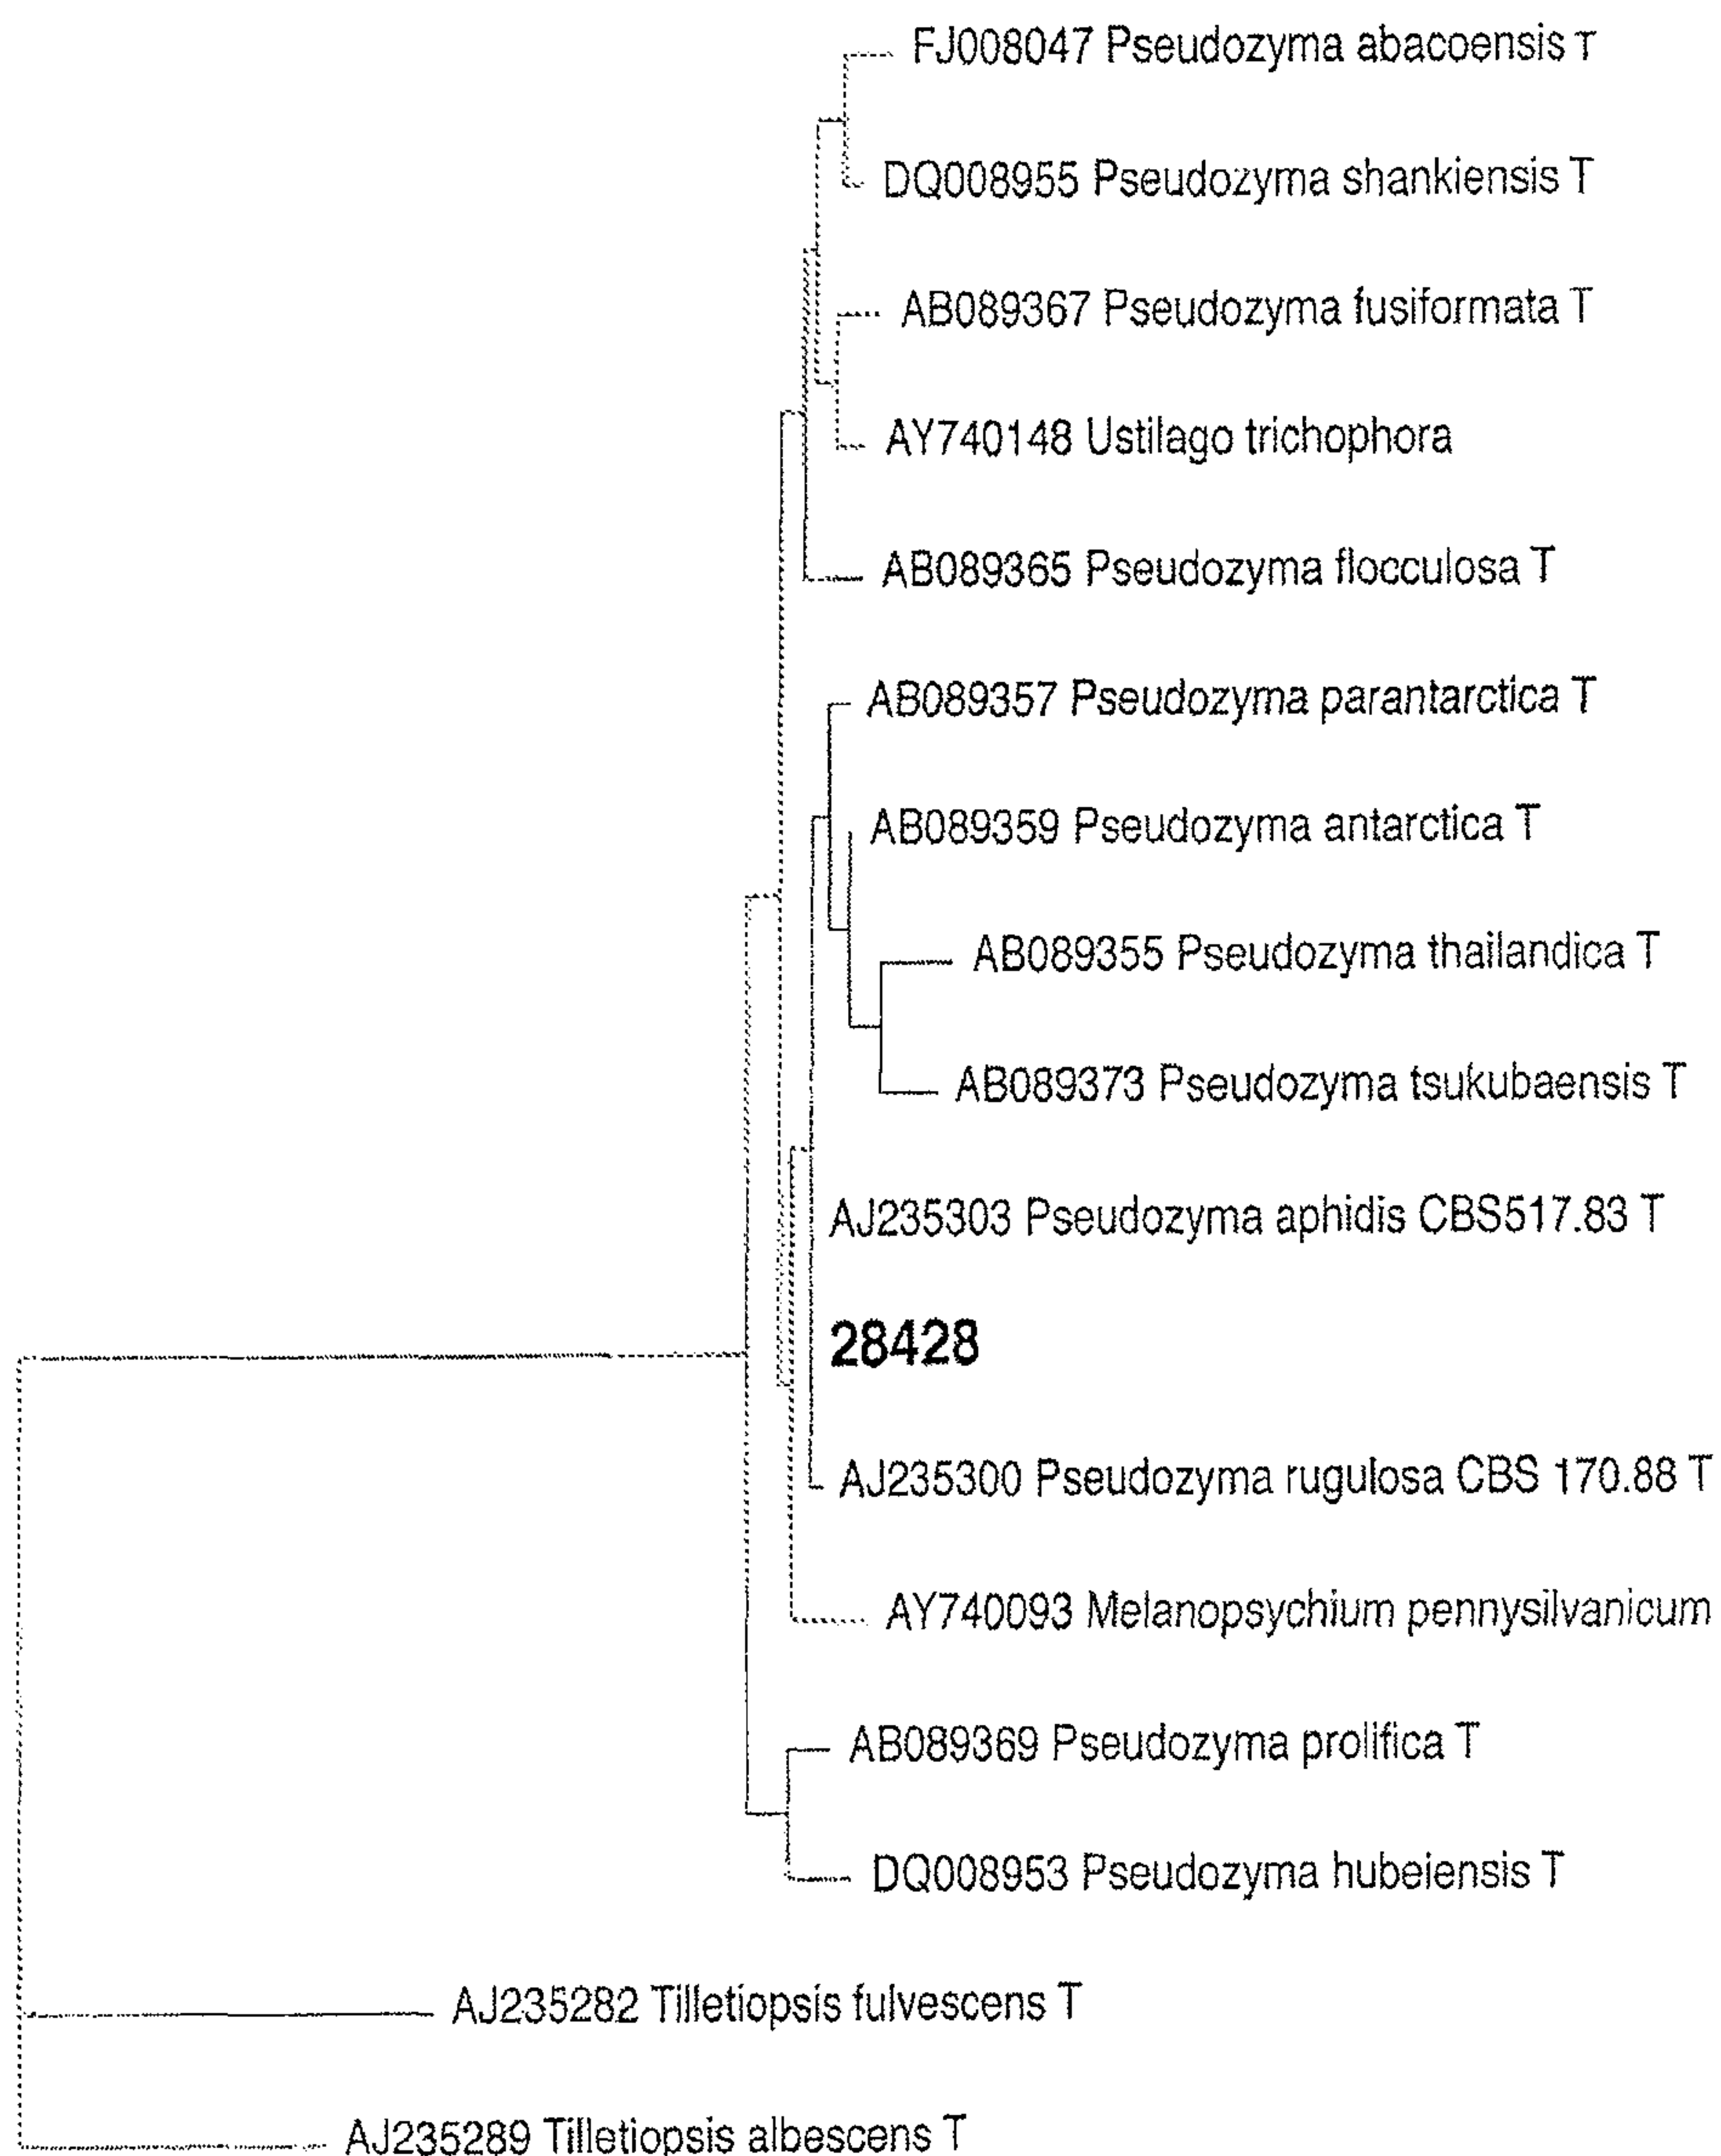 FJ008047 Pseudozyma abacoensis T
DQ008955 Pseudozyma shankiensis T
AB089367 Pseudozyma fusiformata T
AY740148 Ustilago trichophora
AB089365 Pseudozyma flocculosa T
AB089357 Pseudozyma parantarctica T
AB089359 Pseudozyma antarctica T
AB089355 Pseudozyma thailandica T
AB089373 Pseudozyma tsukubaensis T
AJ235303 Pseudozyma aphidis CBS517.83 T
28428
AJ235300 Pseudozyma rugulosa CBS 170.88 T
AY740093 Melanopsychium pennysilvanicum
AB089369 Pseudozyma prolifica T
DQ008953 Pseudozyma hubeiensis T
AJ235282 Tilletiopsis fulvescens T
AJ235289 Tilletiopsis albescens T